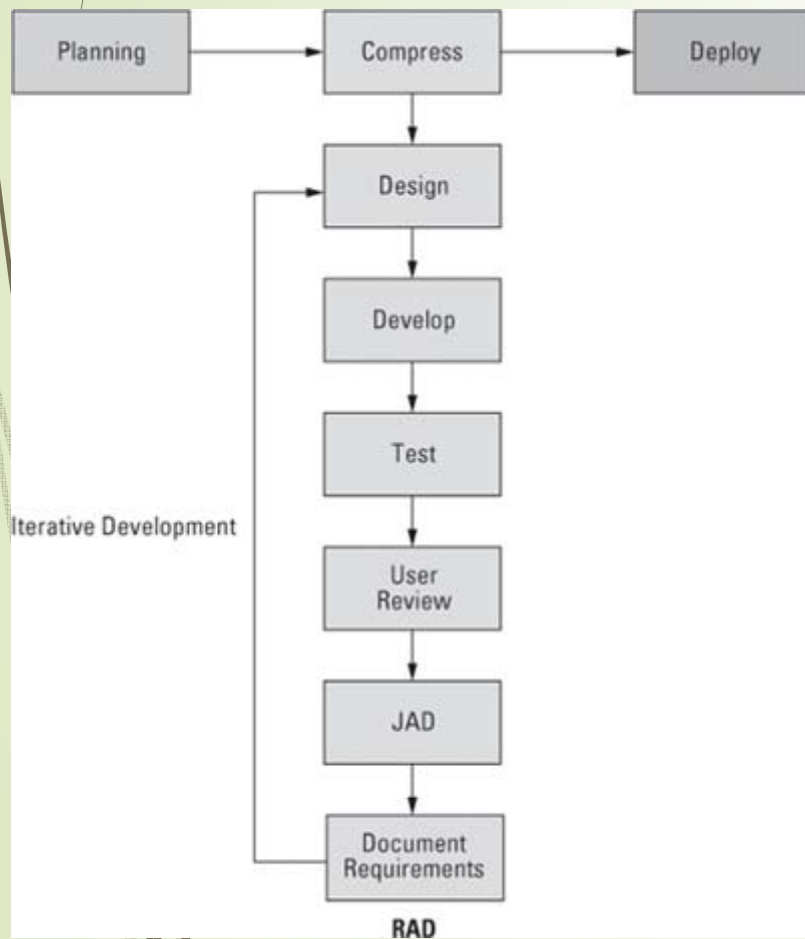 Planning
Compress
Deploy
Design
Develop
Test
Iterative Development
User
Review
JAD
Document
Requirements
RAD